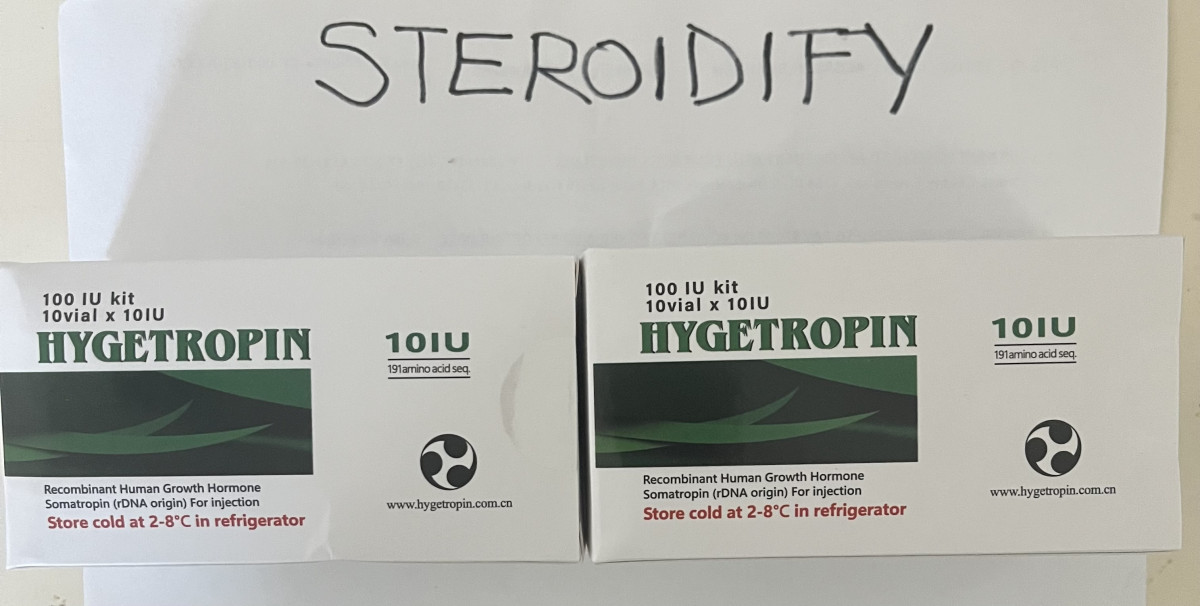 STEROIDIFY
100 IU kit
10vial x 10IU
HYGETROPIN
10IU
191amino acid seq.
Recombinant Human Growth Hormone
Somatropin (rDNA origin) For injection
Store cold at 2-8°C in refrigerator
www.hygetropin.com.cn
100 IU kit
10vial x 10IU
HYGETROPIN
10IU
191amino acid seq.
Recombinant Human Growth Hormone
Somatropin (rDNA origin) For injection
Store cold at 2-8°C in refrigerator
www.hygetropin.com.cn